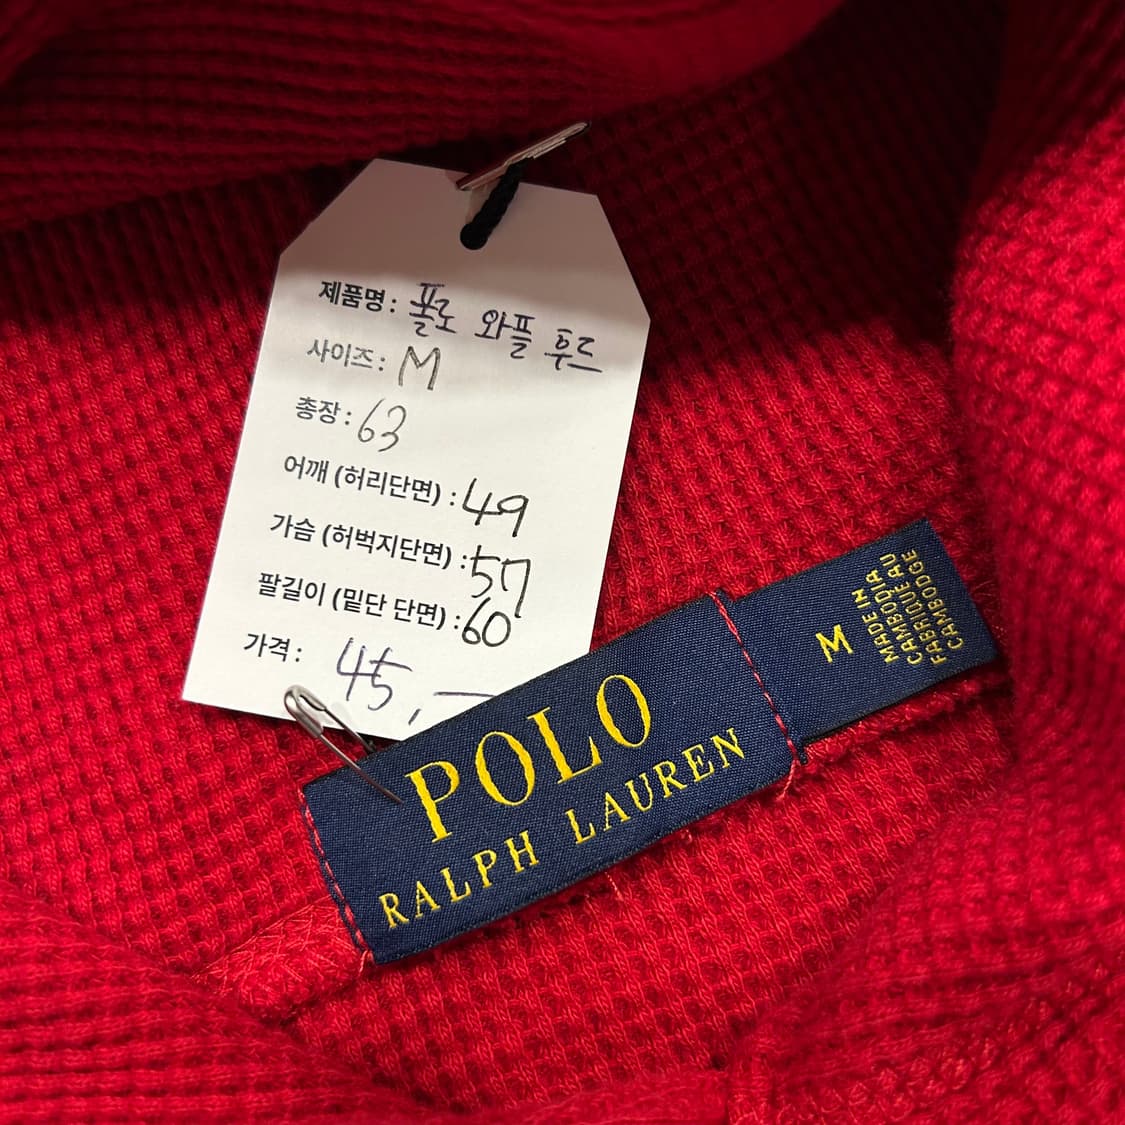 제품명: 폴로 와플 후드
사이즈: M
총장: 63
어깨 (허리단면) : 49
가슴 (허벅지단면) : 57
팔길이 (밑단 단면) : 60
가격: 45,-
POLO
RALPH LAUREN
M
MADE IN
CAMBODIA
FABRIQUE AU
CAMBODGE